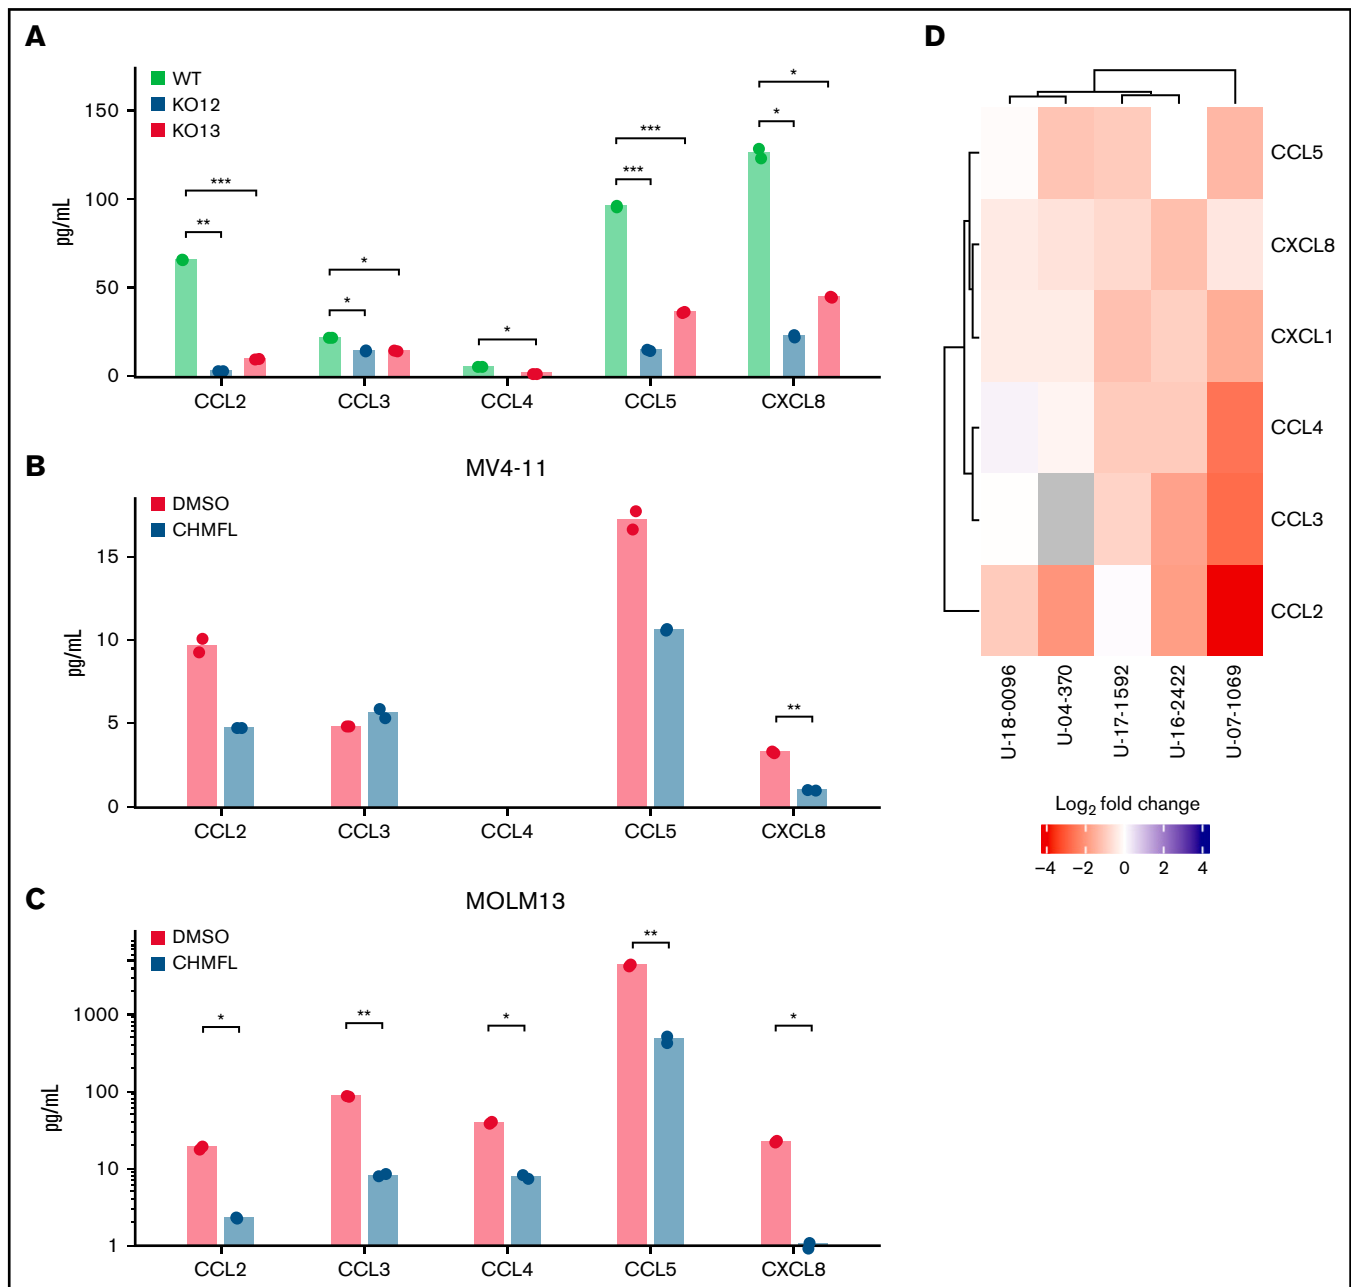 A
WT
KO12
KO13
pg/mL
150
100
50
0
***
**
*
*
*
***
***
*
*
CCL2 CCL3 CCL4 CCL5 CXCL8
B
MV4-11
DMSO
CHMFL
pg/mL
15
10
5
0
**
CCL2 CCL3 CCL4 CCL5 CXCL8
C
MOLM13
DMSO
CHMFL
pg/mL
1000
100
10
1
*
**
*
**
*
CCL2 CCL3 CCL4 CCL5 CXCL8
D
CCL5
CXCL8
CXCL1
CCL4
CCL3
CCL2
U-18-0096
U-04-370
U-17-1592
U-16-2422
U-07-1069
Log₂ fold change
−4 −2 0 2 4